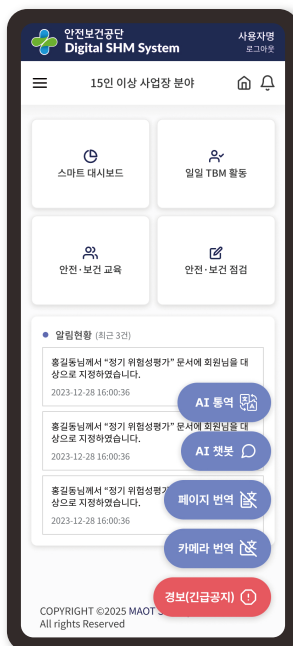 안전보건공단
Digital SHM System
사용자명
로그아웃
15인 이상 사업장 분야
스마트 대시보드
일일 TBM 활동
안전·보건 교육
안전·보건 점검
알림현황 (최근 3건)
홍길동님께서 “정기 위험성평가” 문서에 회원님을 대
상으로 지정하였습니다.
2023-12-28 16:00:36
홍길동님께서 “정기 위험성평가” 문서에 회원님을 대
상으로 지정하였습니다.
2023-12-28 16:00:36
홍길동님께서 “정기 위험성평가
상으로 지정하였습니다.
2023-12-28 16:00:36
AI 통역
AI 챗봇
페이지 번역
카메라 번역
경보(긴급공지)
COPYRIGHT ©2025 MAOT
All rights Reserved